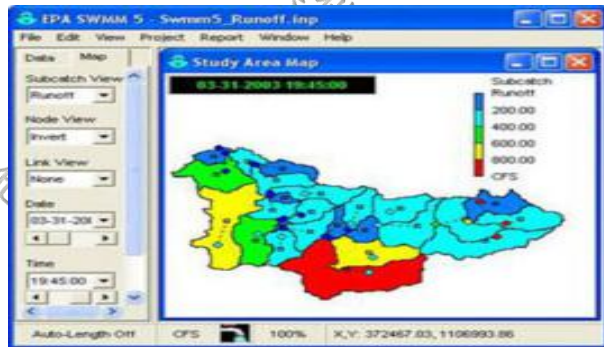 EPA SWMM 5 - Swmm5_Runoff.inp
File Edit View Project Report Window Help
Data Map
Subcatch View
Runoff
Node View
Invert
Link View
None
Date
03-31-200
Time
19:45:00
Study Area Map
03-31-2003 19:45:00
Subcatch
Runoff
200.00
400.00
600.00
800.00
CFS
Auto-Length: Off CFS 100% X,Y: 372467.03, 1106993.86